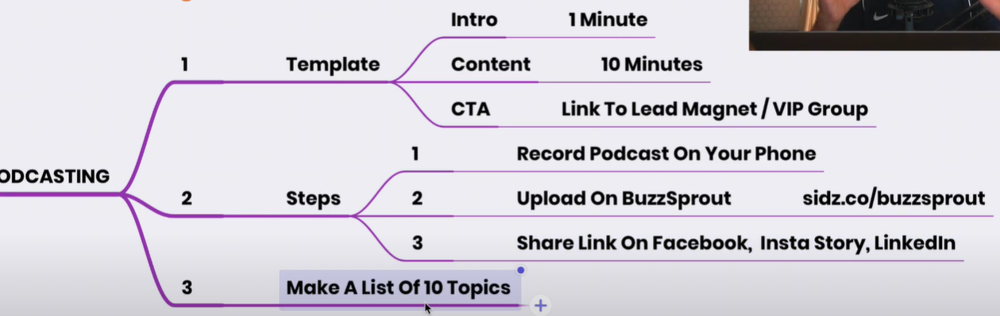 Intro 1 Minute
1 Template Content 10 Minutes
CTA Link To Lead Magnet / VIP Group
1 Record Podcast On Your Phone
ODCASTING
2 Steps 2 Upload On BuzzSprout sidz.co/buzzsprout
3 Share Link On Facebook, Insta Story, LinkedIn
3 Make A List Of 10 Topics